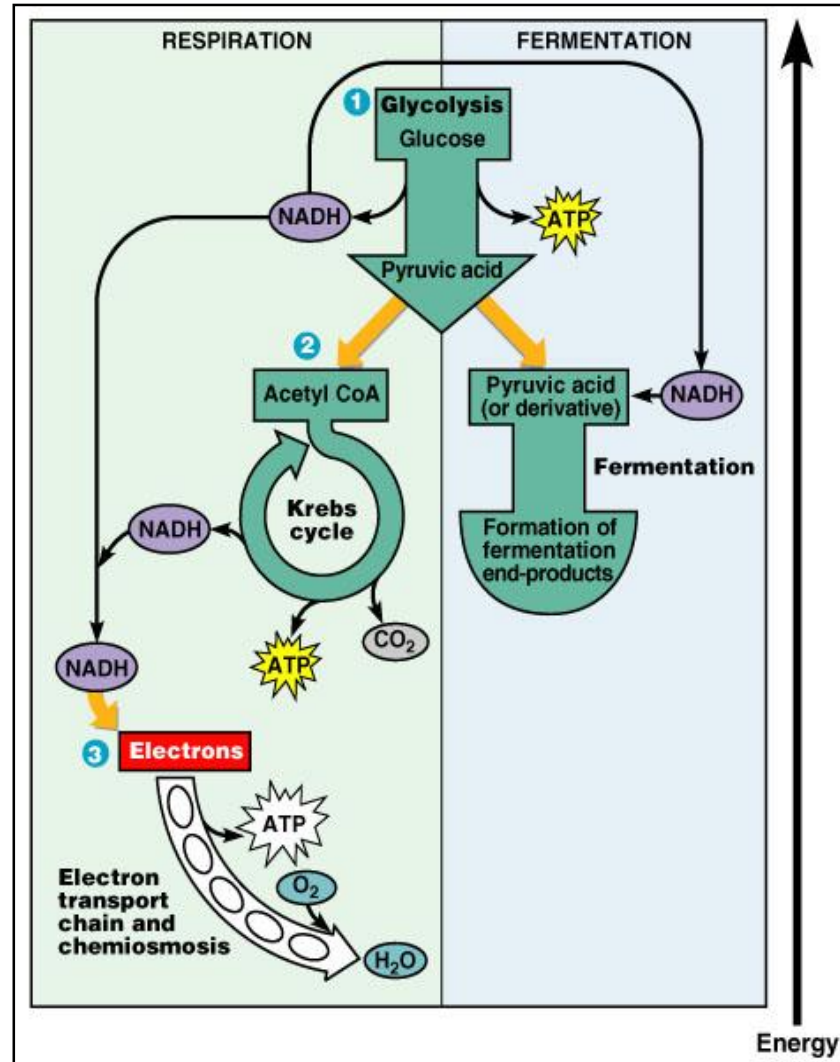 RESPIRATION
FERMENTATION
1
Glycolysis
Glucose
NADH
ATP
Pyruvic acid
2
Acetyl CoA
Pyruvic acid
(or derivative)
NADH
Fermentation
Krebs
cycle
NADH
Formation of
fermentation
end-products
CO₂
ATP
NADH
3
Electrons
ATP
Electron
transport
chain and
chemiosmosis
O₂
H₂O
Energy